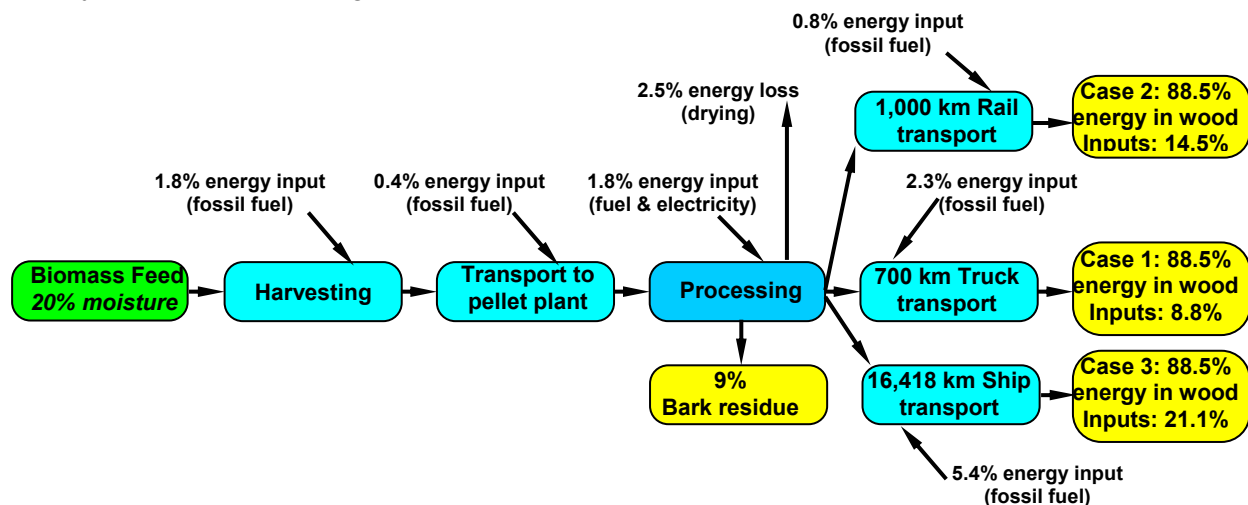 0.8% energy input
(fossil fuel)
2.5% energy loss
(drying)
1,000 km Rail
transport
Case 2: 88.5%
energy in wood
Inputs: 14.5%
1.8% energy input
(fossil fuel)
0.4% energy input
(fossil fuel)
1.8% energy input
(fuel & electricity)
2.3% energy input
(fossil fuel)
Biomass Feed
20% moisture
Harvesting
Transport to
pellet plant
Processing
700 km Truck
transport
Case 1: 88.5%
energy in wood
Inputs: 8.8%
9%
Bark residue
16,418 km Ship
transport
Case 3: 88.5%
energy in wood
Inputs: 21.1%
5.4% energy input
(fossil fuel)